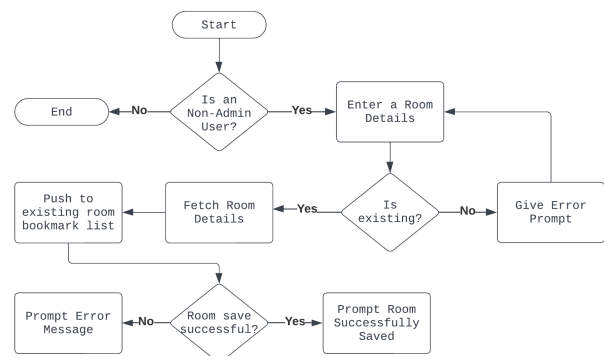 Start
Is an
Non-Admin
User?
No
End
Yes
Enter a Room
Details
Is
existing?
No
Give Error
Prompt
Yes
Fetch Room
Details
Push to
existing room
bookmark list
Room save
successful?
No
Prompt Error
Message
Yes
Prompt Room
Successfully
Saved